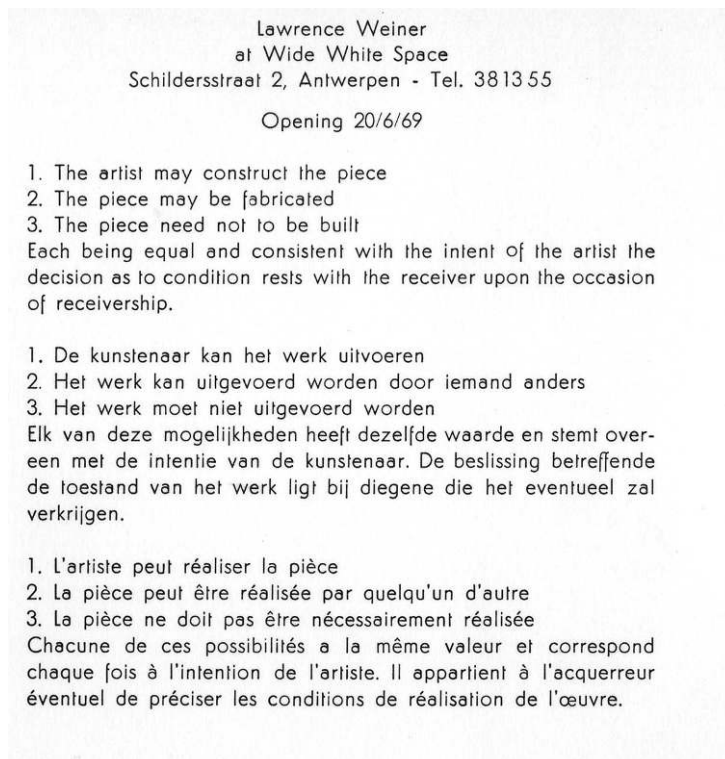 Lawrence Weiner
at Wide White Space
Schildersstraat 2, Antwerpen - Tel. 38 13 55
Opening 20/6/69
1. The artist may construct the piece
2. The piece may be fabricated
3. The piece need not to be built
Each being equal and consistent with the intent of the artist the
decision as to condition rests with the receiver upon the occasion
of receivership.
1. De kunstenaar kan het werk uitvoeren
2. Het werk kan uitgevoerd worden door iemand anders
3. Het werk moet niet uitgevoerd worden
Elk van deze mogelijkheden heeft dezelfde waarde en stemt over-
een met de intentie van de kunstenaar. De beslissing betreffende
de toestand van het werk ligt bij diegene die het eventueel zal
verkrijgen.
1. L'artiste peut réaliser la pièce
2. La pièce peut être réalisée par quelqu'un d'autre
3. La pièce ne doit pas être nécessairement réalisée
Chacune de ces possibilités a la même valeur et correspond
chaque fois à l'intention de l'artiste. Il appartient à l'acquerreur
éventuel de préciser les conditions de réalisation de l'œuvre.